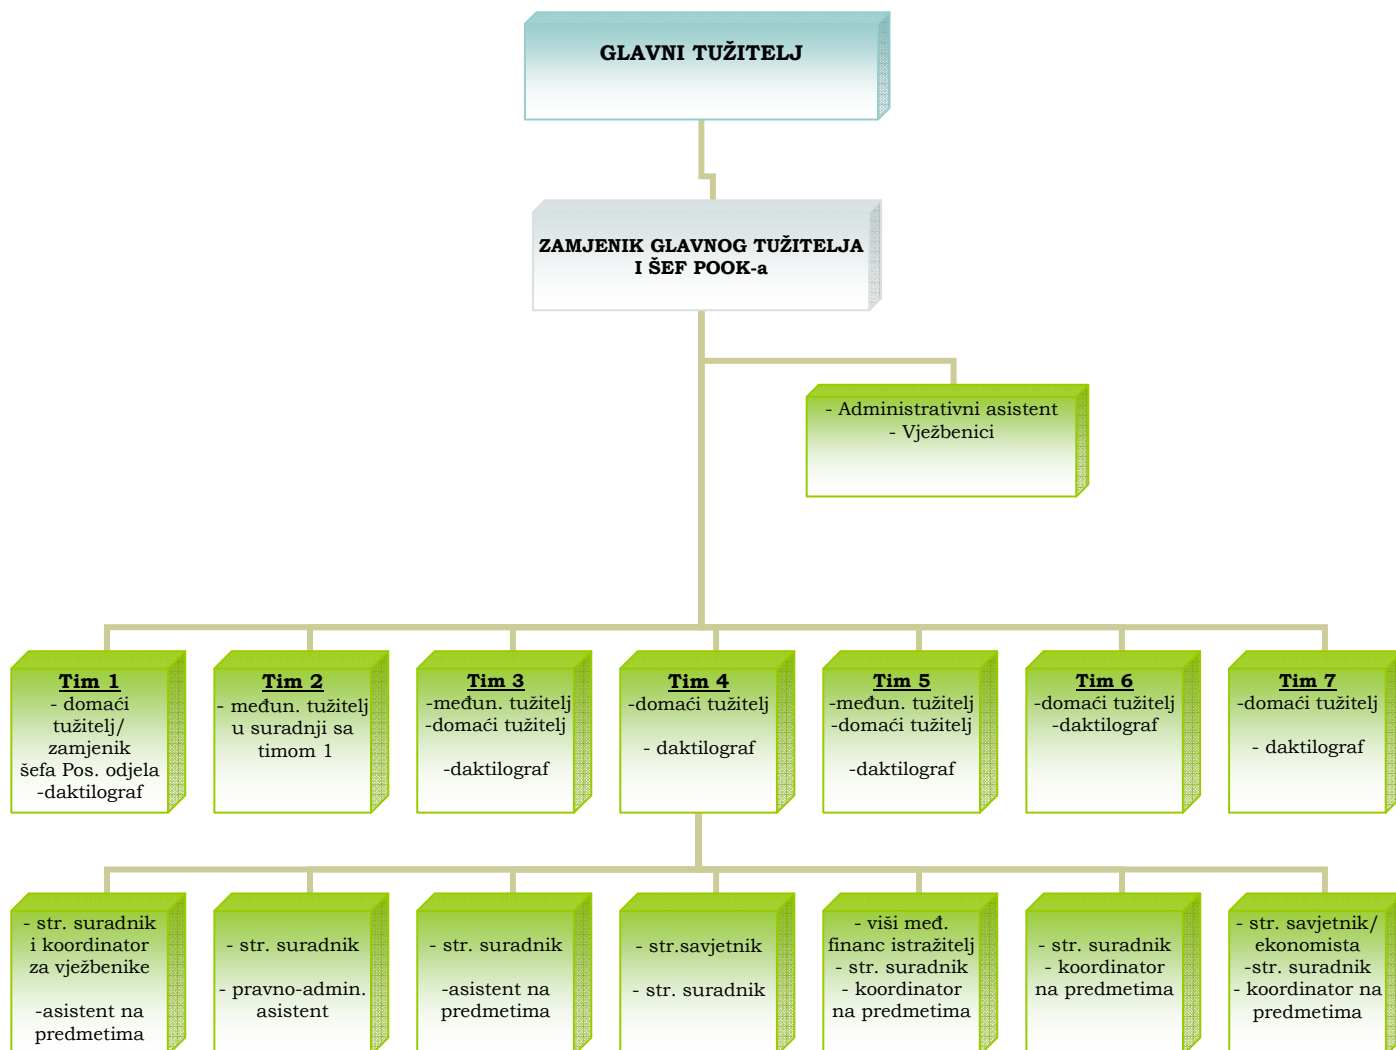 GLAVNI TUŽITELJ
ZAMJENIK GLAVNOG TUŽITELJA
I ŠEF POOK-a
- Administrativni asistent
- Vježbenici
Tim 1
- domaći
tužitelj/
zamjenik
šefa Pos. odjela
-daktilograf
Tim 2
- međun. tužitelj
u suradnji sa
timom 1
Tim 3
-međun. tužitelj
-domaći tužitelj
-daktilograf
Tim 4
-domaći tužitelj
- daktilograf
Tim 5
-međun. tužitelj
-domaći tužitelj
-daktilograf
Tim 6
-domaći tužitelj
-daktilograf
Tim 7
-domaći tužitelj
- daktilograf
- str. suradnik
i koordinator
za vježbenike
-asistent na
predmetima
- str. suradnik
- pravno-admin.
asistent
- str. suradnik
-asistent na
predmetima
- str.savjetnik
- str. suradnik
- viši međ.
financ istražitelj
- str. suradnik
- koordinator
na predmetima
- str. suradnik
- koordinator
na predmetima
- str. savjetnik/
ekonomista
-str. suradnik
- koordinator na
predmetima